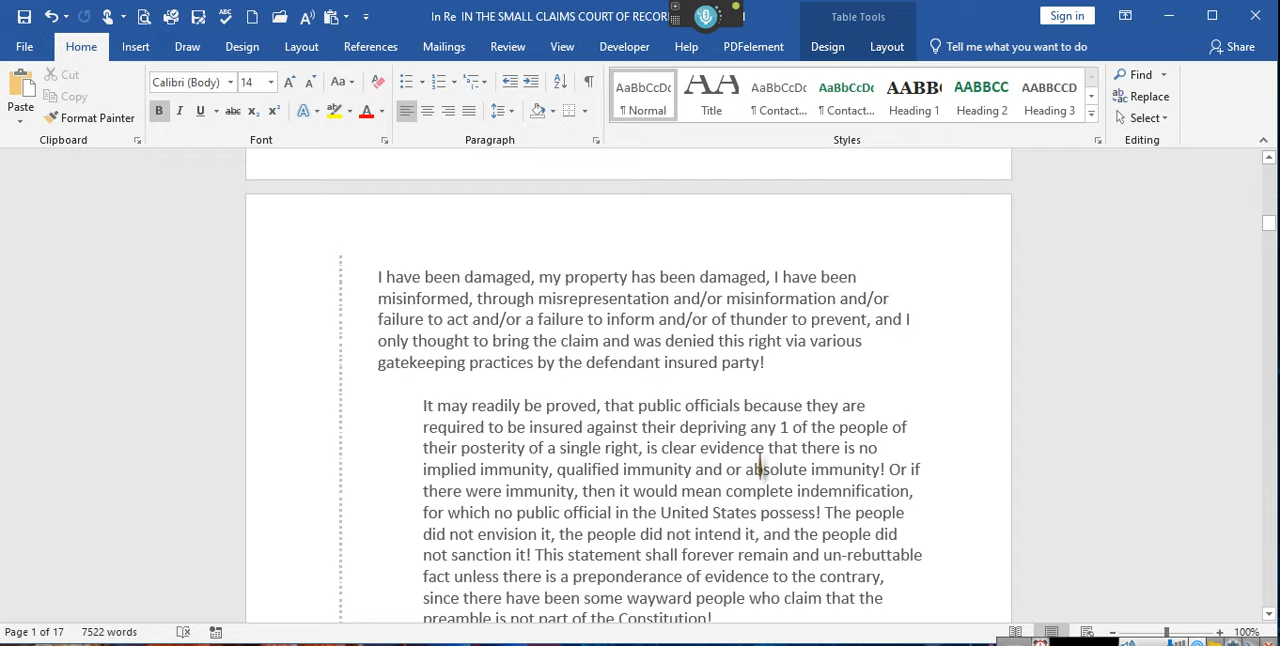 In Re IN THE SMALL CLAIMS COURT OF RECOR
Table Tools
Sign in
File Home Insert Draw Design Layout References Mailings Review View Developer Help PDFelement Design Layout Tell me what you want to do Share
Paste
Cut
Copy
Format Painter
Clipboard
Calibri (Body) 14
Font
Paragraph
AaBbCcDc
¶ Normal
AA
Title
AaBbCcDc
¶ Contact...
AaBbCcDc
¶ Contact...
AABBC
Heading 1
AABBCC
Heading 2
AABBCCD
Heading 3
Styles
Find
Replace
Select
Editing
I have been damaged, my property has been damaged, I have been
misinformed, through misrepresentation and/or misinformation and/or
failure to act and/or a failure to inform and/or of thunder to prevent, and I
only thought to bring the claim and was denied this right via various
gatekeeping practices by the defendant insured party!
It may readily be proved, that public officials because they are
required to be insured against their depriving any 1 of the people of
their posterity of a single right, is clear evidence that there is no
implied immunity, qualified immunity and or absolute immunity! Or if
there were immunity, then it would mean complete indemnification,
for which no public official in the United States possess! The people
did not envision it, the people did not intend it, and the people did
not sanction it! This statement shall forever remain and un-rebuttable
fact unless there is a preponderance of evidence to the contrary,
since there have been some wayward people who claim that the
preamble is not part of the Constitution!
Page 1 of 17 7522 words 100%